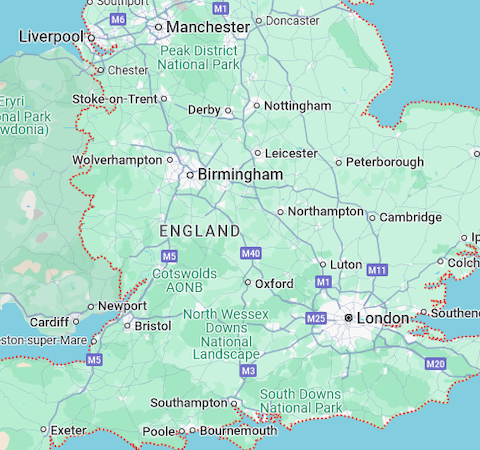 Southport
M1
Doncaster
M6
Manchester
Liverpool
Peak District
National Park
Chester
Eryri
nal Park
wdonia)
Stoke-on-Trent
Derby
Nottingham
Wolverhampton
Leicester
Peterborough
Birmingham
Northampton
Cambridge
ENGLAND
Ip
M5
M40
Luton
M11
Colch
Cotswolds
AONB
Oxford
M1
Newport
Cardiff
Bristol
North Wessex
Downs
National
Landscape
M25
London
Southend
eston-super-Mare
M5
M3
M20
Southampton
South Downs
National Park
Exeter
Poole
Bournemouth